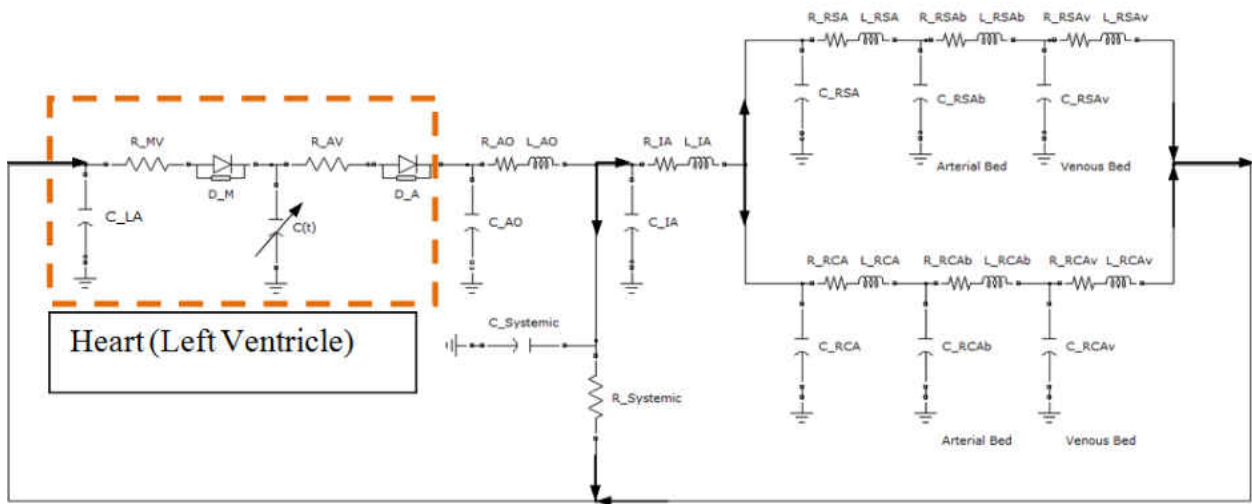 R_RSA L_RSA R_RSAb L_RSAb R_RSAv L_RSAv
C_RSA C_RSAb C_RSAv
R_MV R_AV R_AO L_AO R_IA L_IA
Arterial Bed Venous Bed
D_M D_A
C_LA C(t) C_AO C_IA
R_RCA L_RCA R_RCAb L_RCAb R_RCAv L_RCAv
Heart (Left Ventricle)
C_Systemic
C_RCA C_RCAb C_RCAv
R_Systemic
Arterial Bed Venous Bed